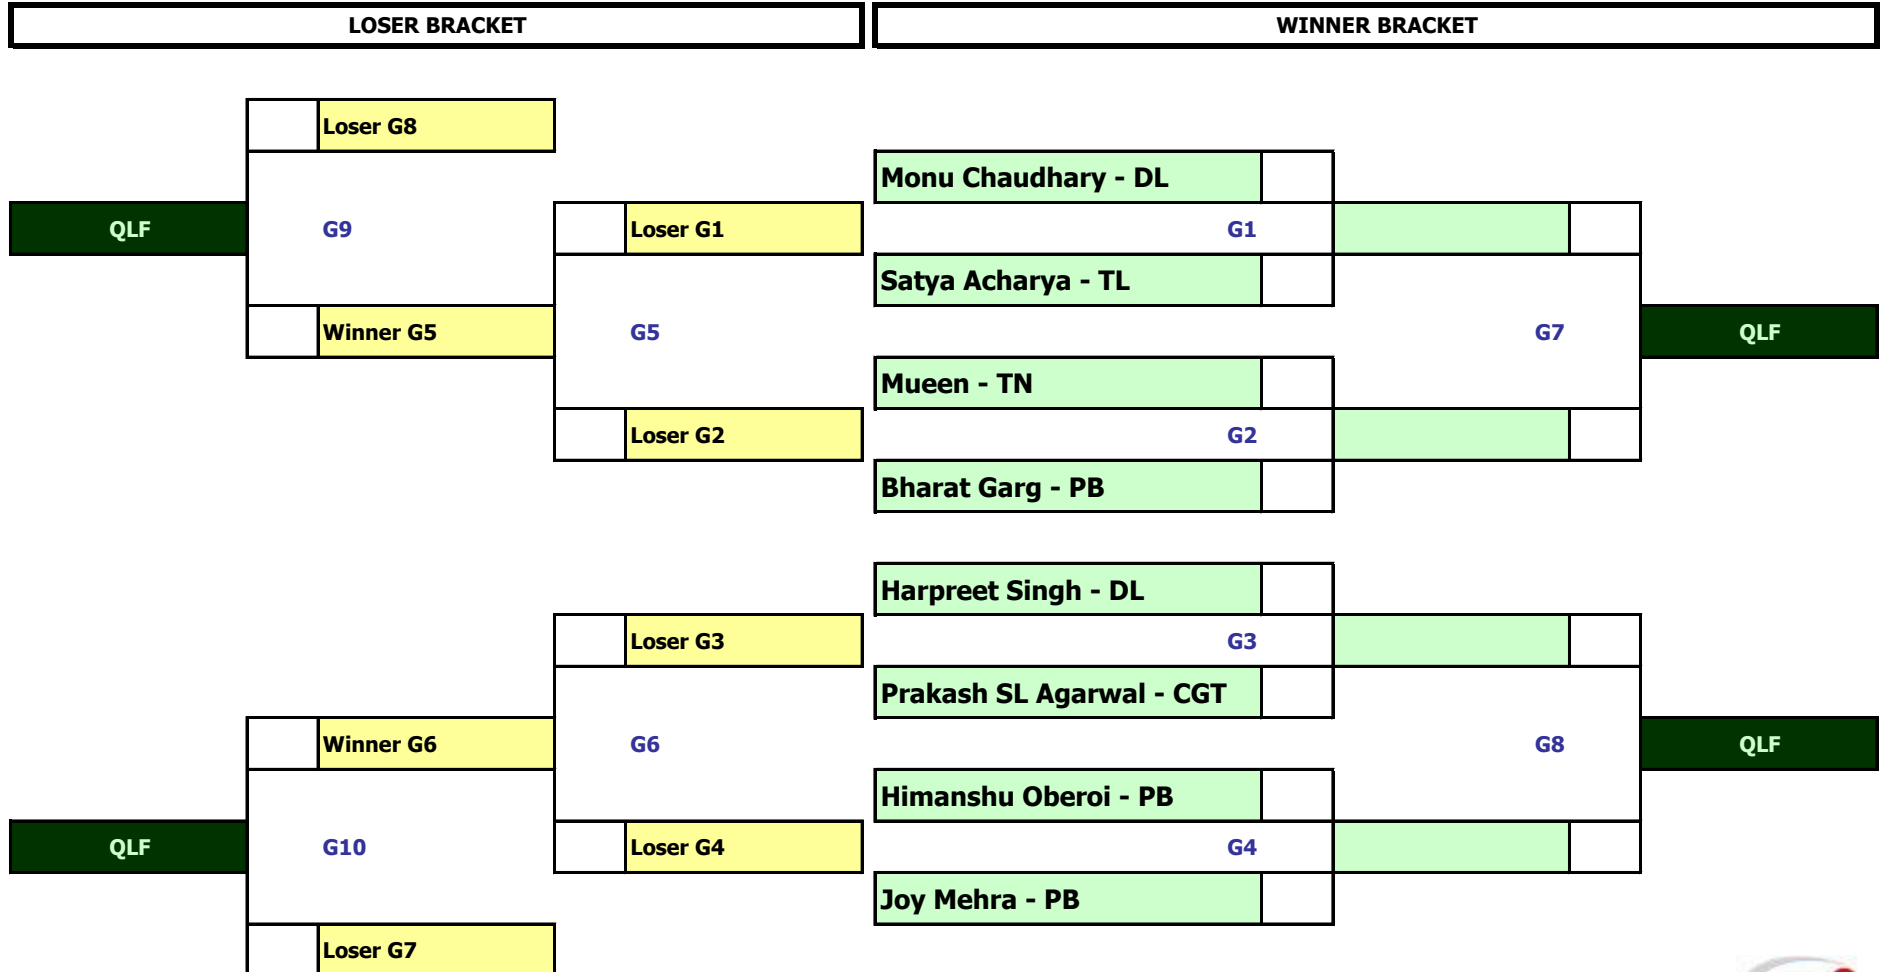 LOSER BRACKET
WINNER BRACKET
Loser G8
Monu Chaudhary - DL
QLF
G9
Loser G1
G1
Satya Acharya - TL
Winner G5
G5
G7
QLF
Mueen - TN
Loser G2
G2
Bharat Garg - PB
Harpreet Singh - DL
Loser G3
G3
Prakash SL Agarwal - CGT
Winner G6
G6
G8
QLF
Himanshu Oberoi - PB
QLF
G10
Loser G4
G4
Joy Mehra - PB
Loser G7